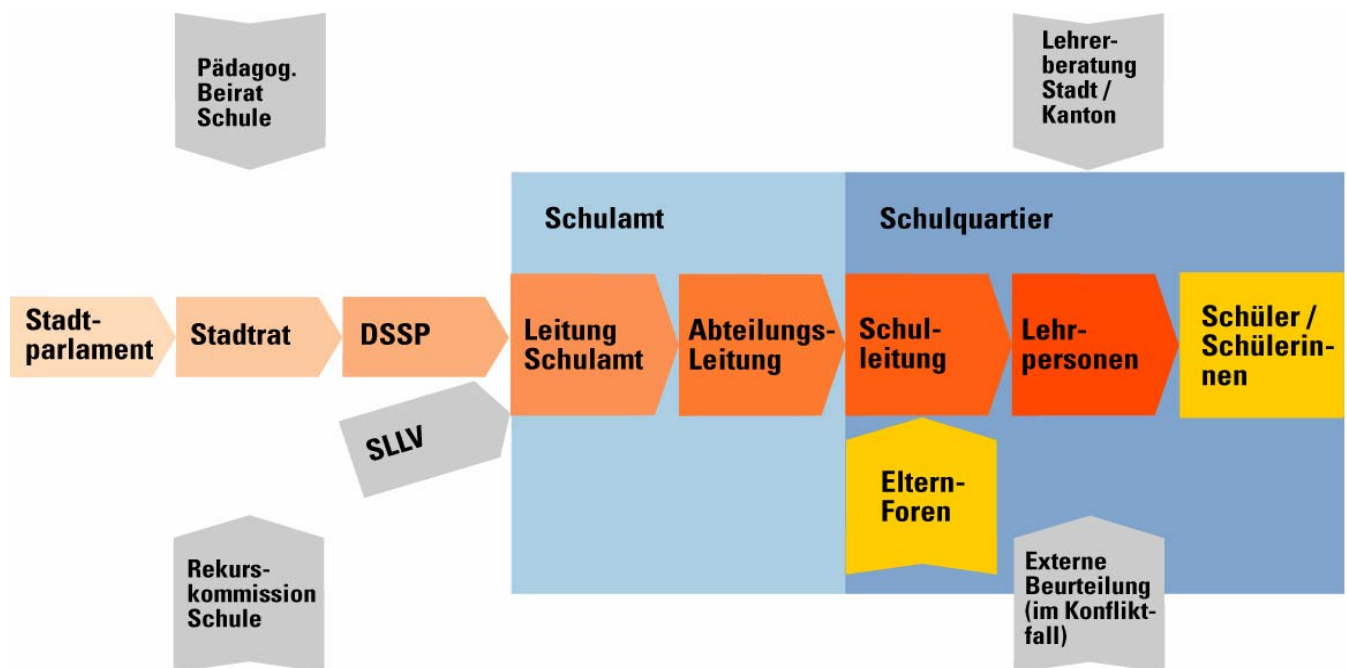 Pädagog.
Beirat
Schule
Lehrer-
beratung
Stadt /
Kanton
Schulamt
Schulquartier
Stadt-
parlament
Stadtrat
DSSP
Leitung
Schulamt
Abteilungs-
Leitung
Schul-
leitung
Lehr-
personen
Schüler /
Schülerin-
nen
SLLV
Eltern-
Foren
Rekurs-
kommission
Schule
Externe
Beurteilung
(im Konflikt-
fall)